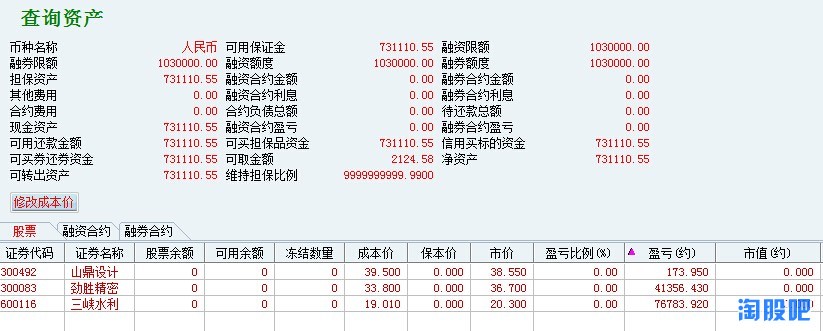 查询资产
币种名称 人民币 可用保证金 731110.55 融资限额 1030000.00
融券限额 1030000.00 融资额度 1030000.00 融券额度 1030000.00
担保资产 731110.55 融资合约金额 0.00 融券合约金额 0.00
其他费用 0.00 融资合约利息 0.00 融券合约利息 0.00
合约费用 0.00 合约负债总额 0.00 待还款总额 0.00
现金资产 731110.55 融资合约盈亏 0.00 融券合约盈亏 0.00
可用还款金额 731110.55 可买担保品资金 731110.55 信用买标的资金 731110.55
可买券还券资金 731110.55 可取金额 2124.58 净资产 731110.55
可转出资产 731110.55 维持担保比例 9999999999.9900
修改成本价
股票 融资合约 融券合约
证券代码 证券名称 股票余额 可用余额 冻结数量 成本价 保本价 市价 盈亏比例(%) 盈亏(约) 市值(约)
300492 山鼎设计 0 0 0 39.500 0.000 38.550 0.00 173.950 0.000
300083 劲胜精密 0 0 0 33.800 0.000 36.700 0.00 41356.430 0.000
600116 三峡水利 0 0 0 19.010 0.000 20.300 0.00 76783.920
淘股吧